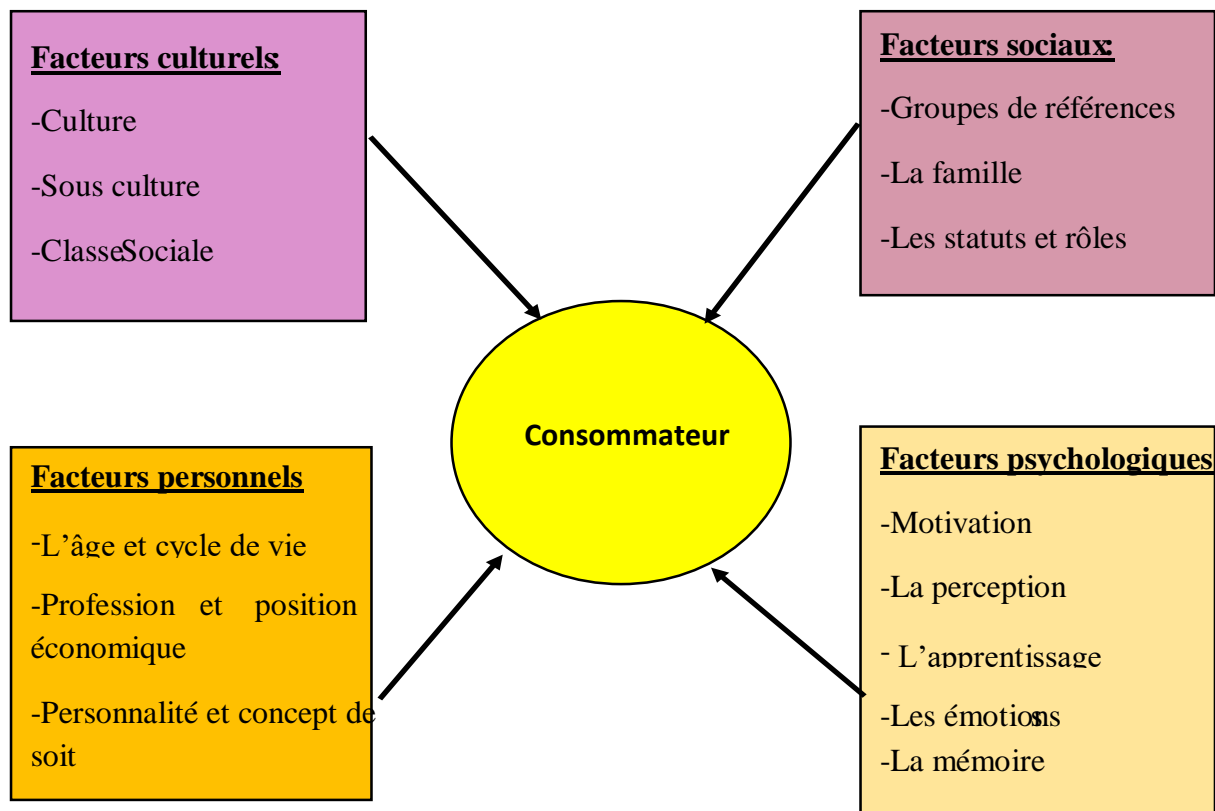 Facteurs culturels:
-Culture
-Sous culture
-ClasseSociale
Facteurs sociaux:
-Groupes de références
-La famille
-Les statuts et rôles
Consommateur
Facteurs personnels
-L'âge et cycle de vie
-Profession et position
économique
-Personnalité et concept de
soit
Facteurs psychologiques
-Motivation
-La perception
- L'apprentissage
-Les émotions
-La mémoire